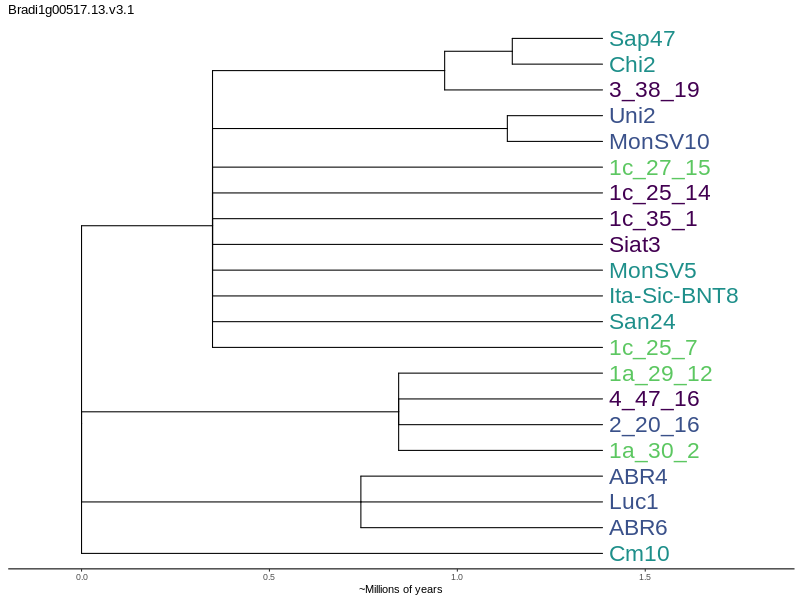 Bradi1g00517.13.v3.1
Sap47
Chi2
3_38_19
Uni2
MonSV10
1c_27_15
1c_25_14
1c_35_1
Siat3
MonSV5
Ita-Sic-BNT8
San24
1c_25_7
1a_29_12
4_47_16
2_20_16
1a_30_2
ABR4
Luc1
ABR6
Cm10
0.0 0.5 1.0 1.5
~Millions of years